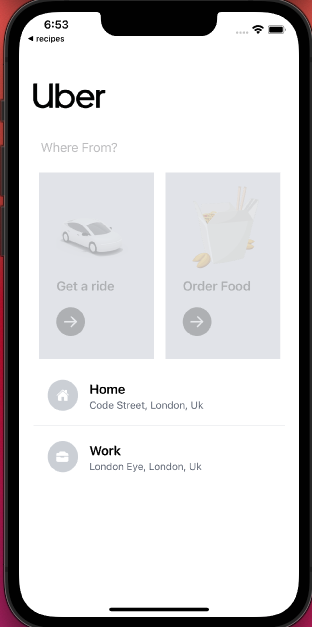 6:53
◀ recipes
Uber
Where From?
Get a ride
Order Food
Home
Code Street, London, Uk
Work
London Eye, London, Uk